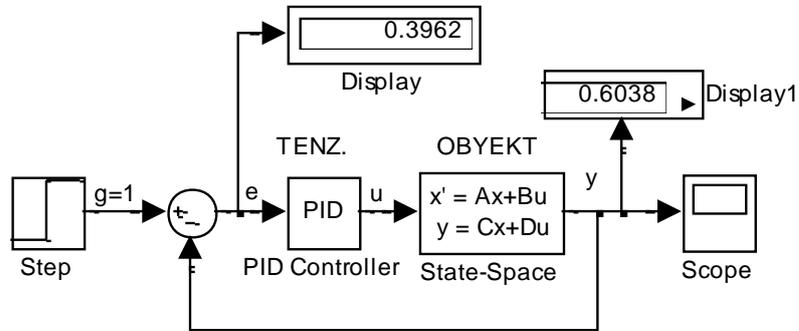 0.3962
Display
0.6038
Display1
TENZ.
OBYEKT
g=1
e
u
y
PID
x' = Ax+Bu
y = Cx+Du
Step
PID Controller
State-Space
Scope